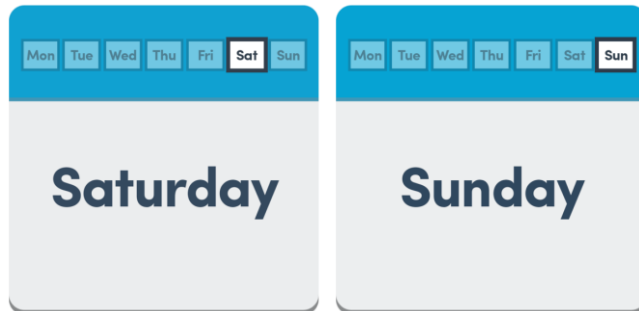 Mon Tue Wed Thu Fri Sat Sun
Saturday
Mon Tue Wed Thu Fri Sat Sun
Sunday